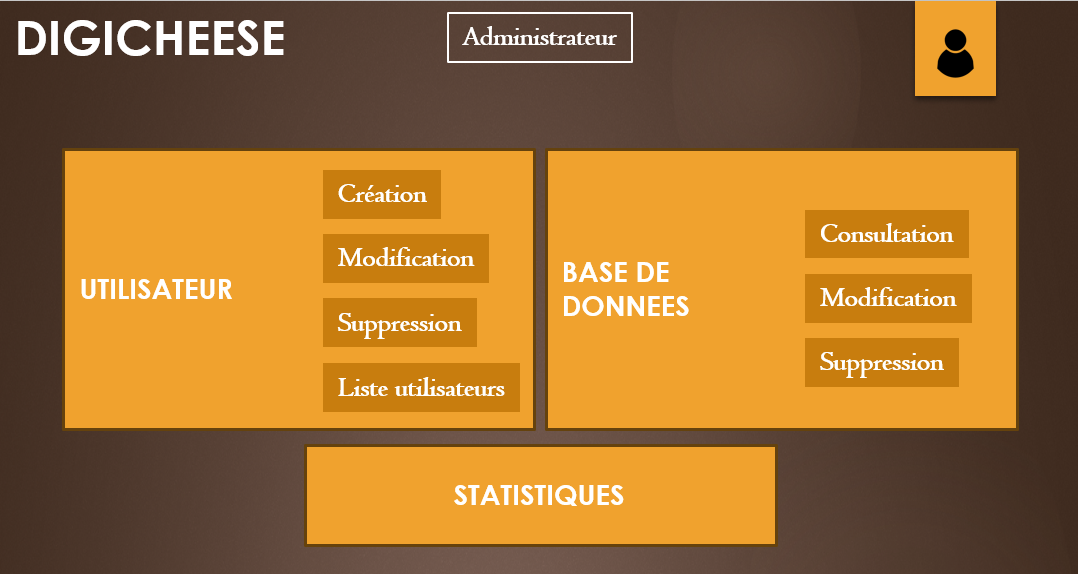 DIGICHEESE
Administrateur
UTILISATEUR
Création
Modification
Suppression
Liste utilisateurs
BASE DE
DONNEES
Consultation
Modification
Suppression
STATISTIQUES